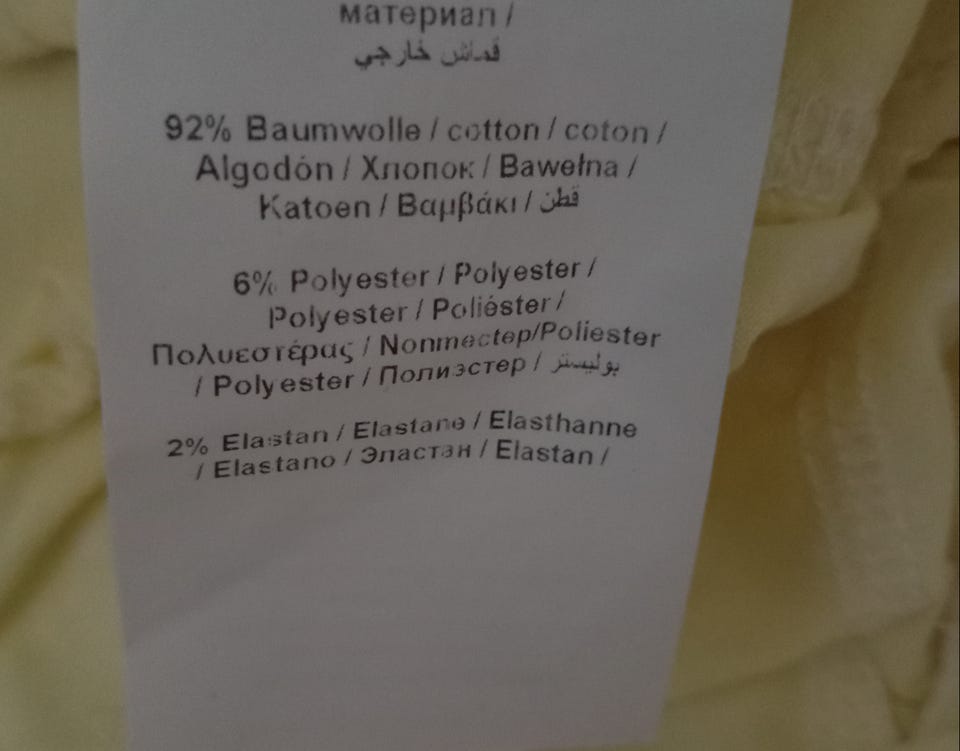 материал /
قماش خارجي
92% Baumwolle / cotton / coton /
Algodón / Хлопок / Bawełna /
Katoen / Βαμβάκι / قطن
6% Polyester / Polyester /
Polyester / Poliéster /
Πολυεστέρας / Nonmectep/Poliester
/ Polyester / Полиэстер / بوليستر
2% Elastan / Elastane / Elasthanne
/ Elastano / Эластан / Elastan /